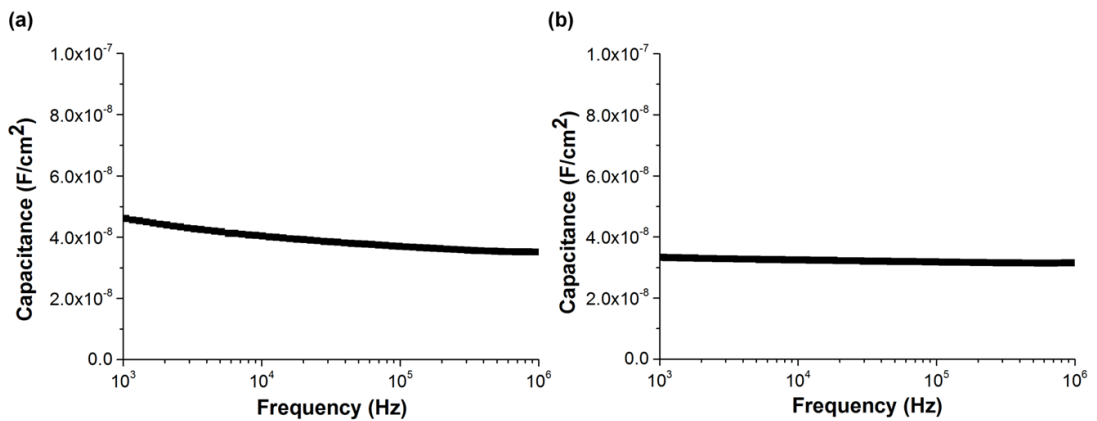 (a)
Capacitance (F/cm²)
1.0x10⁻⁷
8.0x10⁻⁸
6.0x10⁻⁸
4.0x10⁻⁸
2.0x10⁻⁸
0.0
10³ 10⁴ 10⁵ 10⁶
Frequency (Hz)
(b)
Capacitance (F/cm²)
1.0x10⁻⁷
8.0x10⁻⁸
6.0x10⁻⁸
4.0x10⁻⁸
2.0x10⁻⁸
0.0
10³ 10⁴ 10⁵ 10⁶
Frequency (Hz)